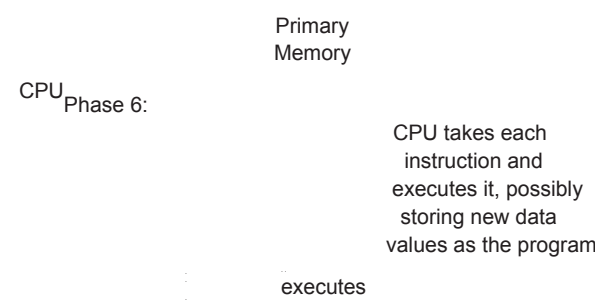 Primary
Memory
CPU
Phase 6:
CPU takes each
instruction and
executes it, possibly
storing new data
values as the program
executes